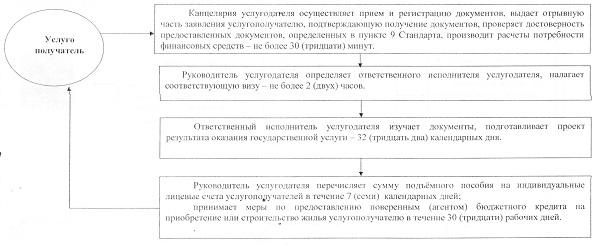 Услуго
получатель
Канцелярия услугодателя осуществляет прием и регистрацию документов, выдает отрывную
часть заявления услугополучателю, подтверждающую получение документов, проверяет достоверность
предоставленных документов, определенных в пункте 9 Стандарта, производит расчеты потребности
финансовых средств – не более 30 (тридцати) минут.
Руководитель услугодателя определяет ответственного исполнителя услугодателя, налагает
соответствующую визу – не более 2 (двух) часов.
Ответственный исполнитель услугодателя изучает документы, подготавливает проект
результата оказания государственной услуги – 32 (тридцать два) календарных дня.
Руководитель услугодателя перечисляет сумму подъёмного пособия на индивидуальные
лицевые счета услугополучателей в течение 7 (семи) календарных дней;
принимает меры по предоставлению поверенным (агентом) бюджетного кредита на
приобретение или строительство жилья услугополучателю в течение 30 (тридцати) рабочих дней.